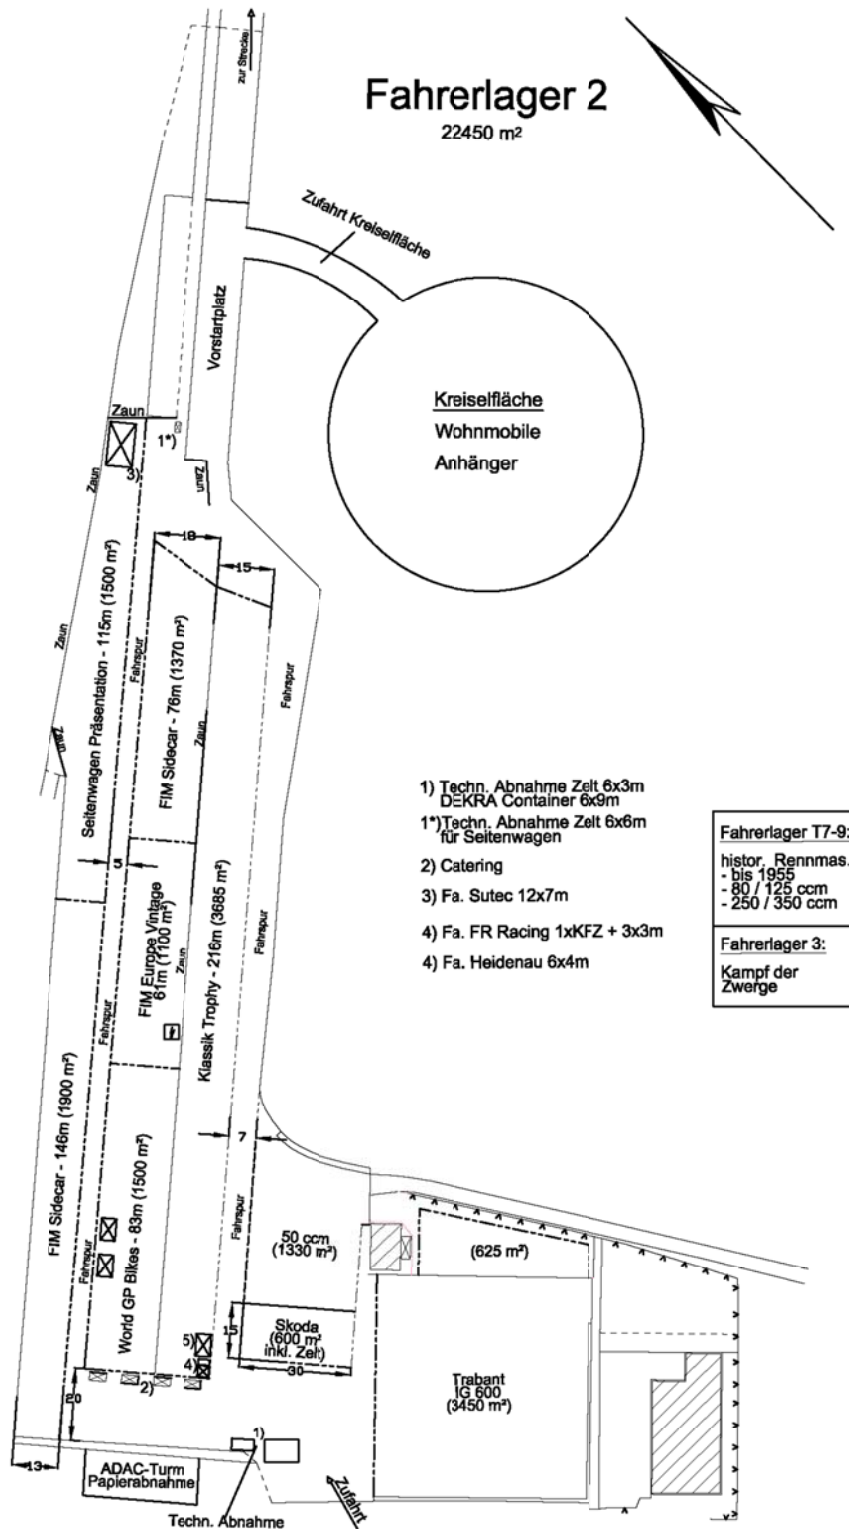 zur Strecke
Fahrerlager 2
22450 m²
Zufahrt Kreiselfläche
Vorstartplatz
Kreiselfläche
Wohnmobile
Anhänger
Zaun
1*)
3)
Zaun
Zaun
18
15
Seitenwagen Präsentation - 115m (1500 m²)
Fahrspur
FIM Sidecar - 76m (1370 m²)
Zaun
Fahrspur
Zaun
Zaun
5
FIM Europe Vintage
61m (1100 m²)
Zaun
Klassik Trophy - 216m (3685 m²)
Fahrspur
Fahrspur
1) Techn. Abnahme Zelt 6x3m
DEKRA Container 6x9m
1*)Techn. Abnahme Zelt 6x6m
für Seitenwagen
2) Catering
3) Fa. Sutec 12x7m
4) Fa. FR Racing 1xKFZ + 3x3m
4) Fa. Heidenau 6x4m
Fahrerlager T7-9:
histor. Rennmas.
- bis 1955
- 80 / 125 ccm
- 250 / 350 ccm
Fahrerlager 3:
Kampf der
Zwerge
FIM Sidecar - 146m (1900 m²)
Fahrspur
World GP Bikes - 83m (1500 m²)
7
Fahrspur
50 ccm
(1330 m²)
(625 m²)
15
Skoda
(600 m²
inkl. Zelt)
30
5)
4)
2)
20
Trabant
IG 600
(3450 m²)
13
ADAC-Turm
Papierabnahme
1)
Techn. Abnahme
Zufahrt